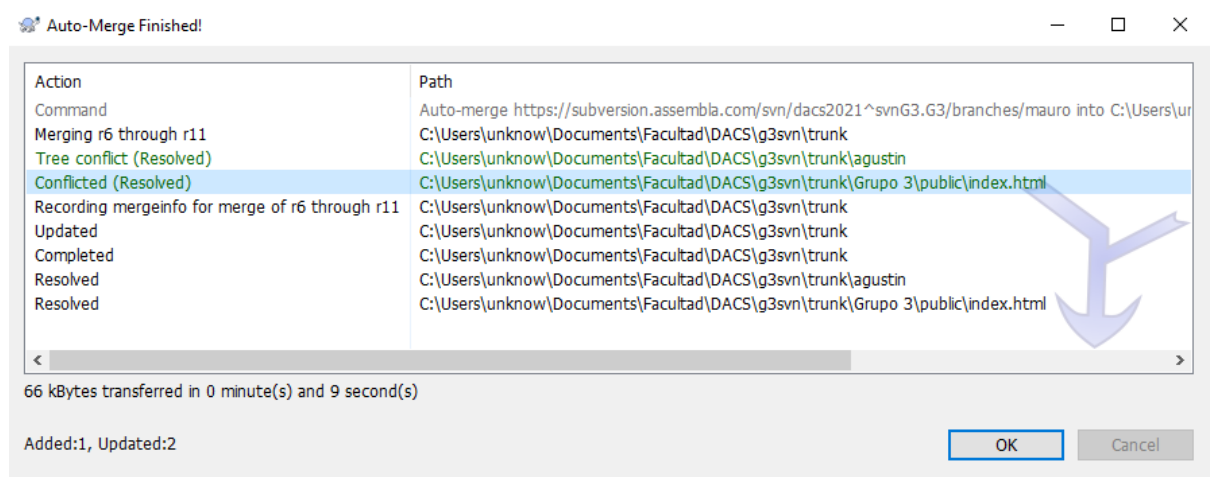 Auto-Merge Finished!
Action Path
Command Auto-merge https://subversion.assembla.com/svn/dacs2021^svnG3.G3/branches/mauro into C:\Users\ur
Merging r6 through r11 C:\Users\unknow\Documents\Facultad\DACS\g3svn\trunk
Tree conflict (Resolved) C:\Users\unknow\Documents\Facultad\DACS\g3svn\trunk\agustin
Conflicted (Resolved) C:\Users\unknow\Documents\Facultad\DACS\g3svn\trunk\Grupo 3\public\index.html
Recording mergeinfo for merge of r6 through r11 C:\Users\unknow\Documents\Facultad\DACS\g3svn\trunk
Updated C:\Users\unknow\Documents\Facultad\DACS\g3svn\trunk
Completed C:\Users\unknow\Documents\Facultad\DACS\g3svn\trunk
Resolved C:\Users\unknow\Documents\Facultad\DACS\g3svn\trunk\agustin
Resolved C:\Users\unknow\Documents\Facultad\DACS\g3svn\trunk\Grupo 3\public\index.html
66 kBytes transferred in 0 minute(s) and 9 second(s)
Added:1, Updated:2
OK Cancel